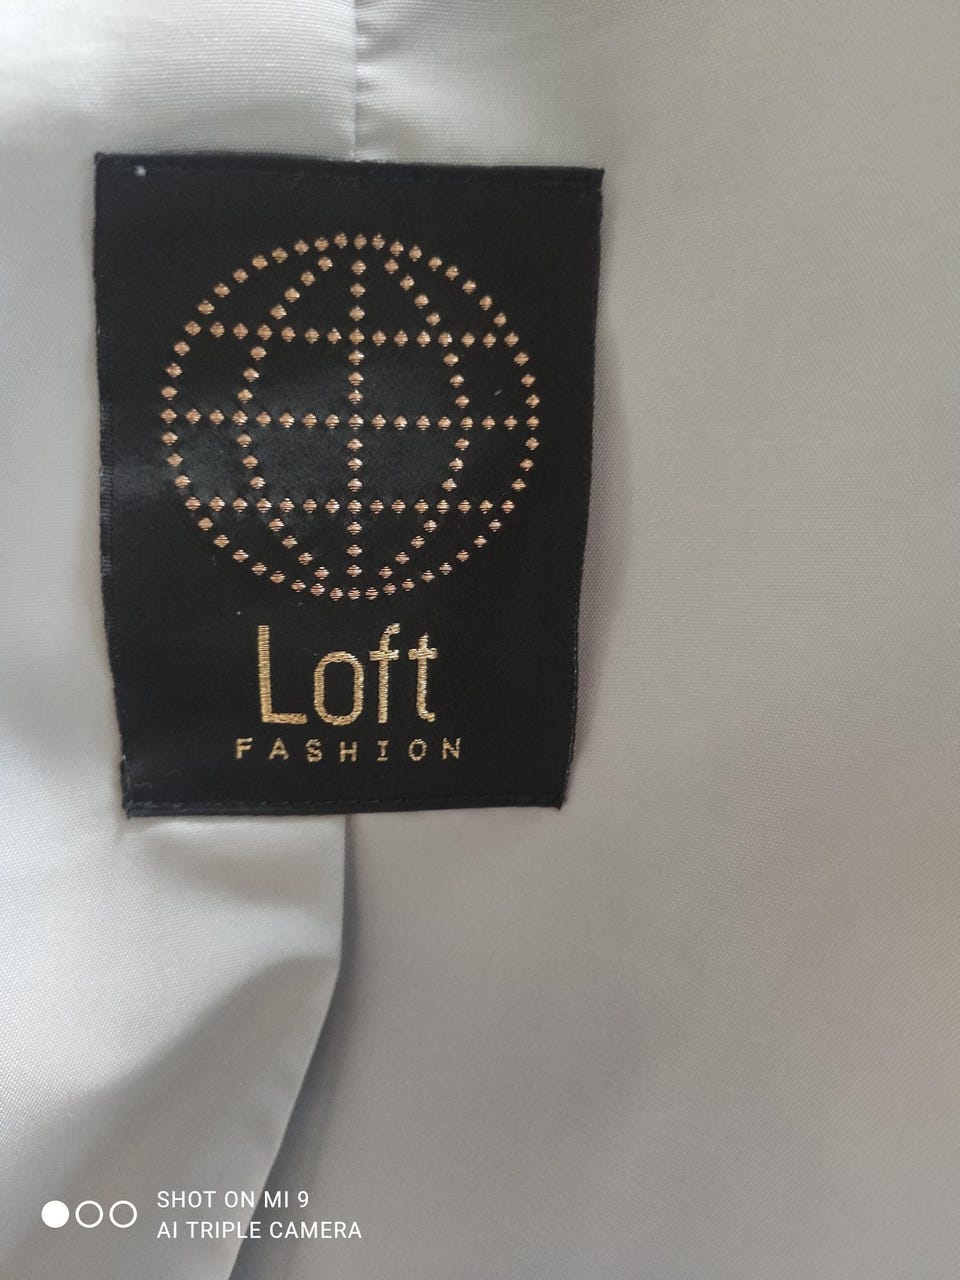 Loft
FASHION
SHOT ON MI 9
AI TRIPLE CAMERA